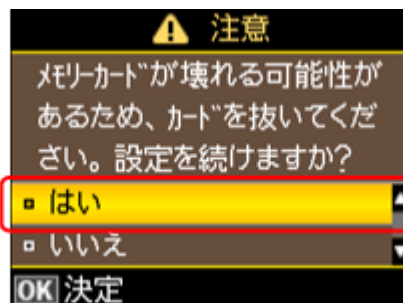 注意
ﾒﾓﾘｰｶｰﾄﾞが壊れる可能性が
あるため、ｶｰﾄﾞを抜いてくだ
さい。設定を続けますか?
はい
いいえ
OK 決定